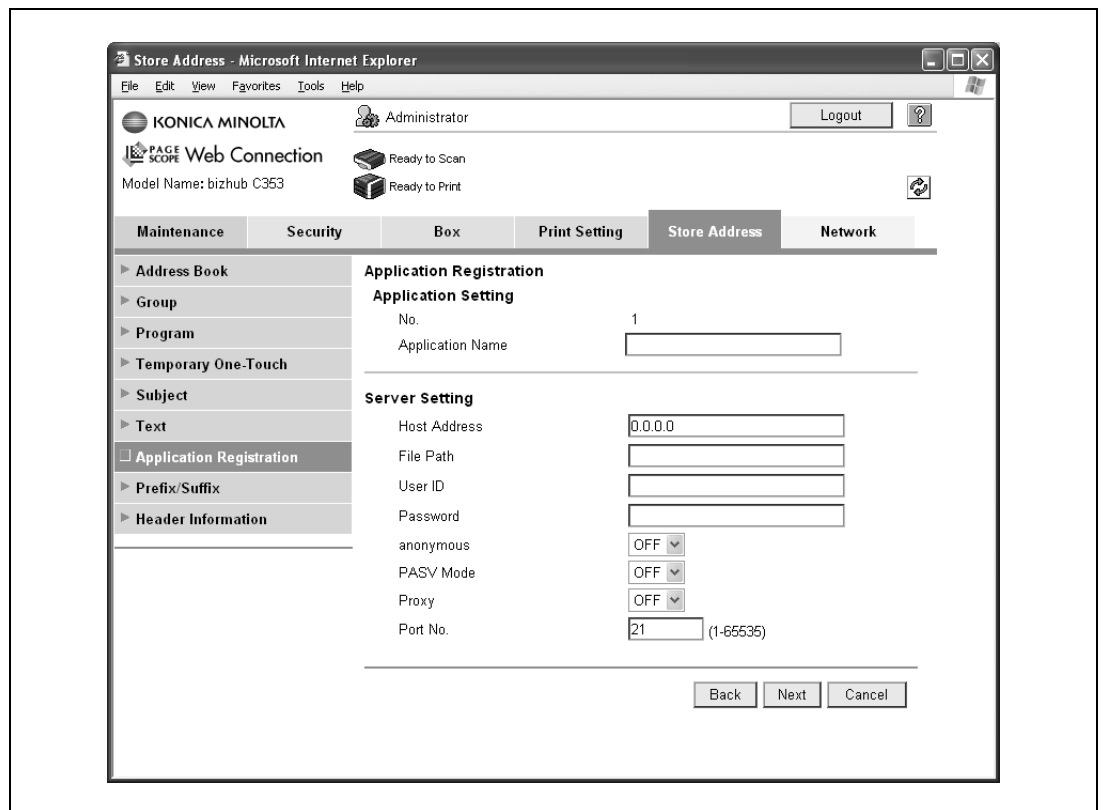 Store Address - Microsoft Internet Explorer
File Edit View Favorites Tools Help
KONICA MINOLTA
Administrator
Logout
?
PAGE SCOPE Web Connection
Ready to Scan
Model Name: bizhub C353
Ready to Print
Maintenance Security Box Print Setting Store Address Network
Address Book
Group
Program
Temporary One-Touch
Subject
Text
Application Registration
Prefix/Suffix
Header Information
Application Registration
Application Setting
No. 1
Application Name
Server Setting
Host Address 0.0.0.0
File Path
User ID
Password
anonymous OFF
PASV Mode OFF
Proxy OFF
Port No. 21 (1-65535)
Back Next Cancel